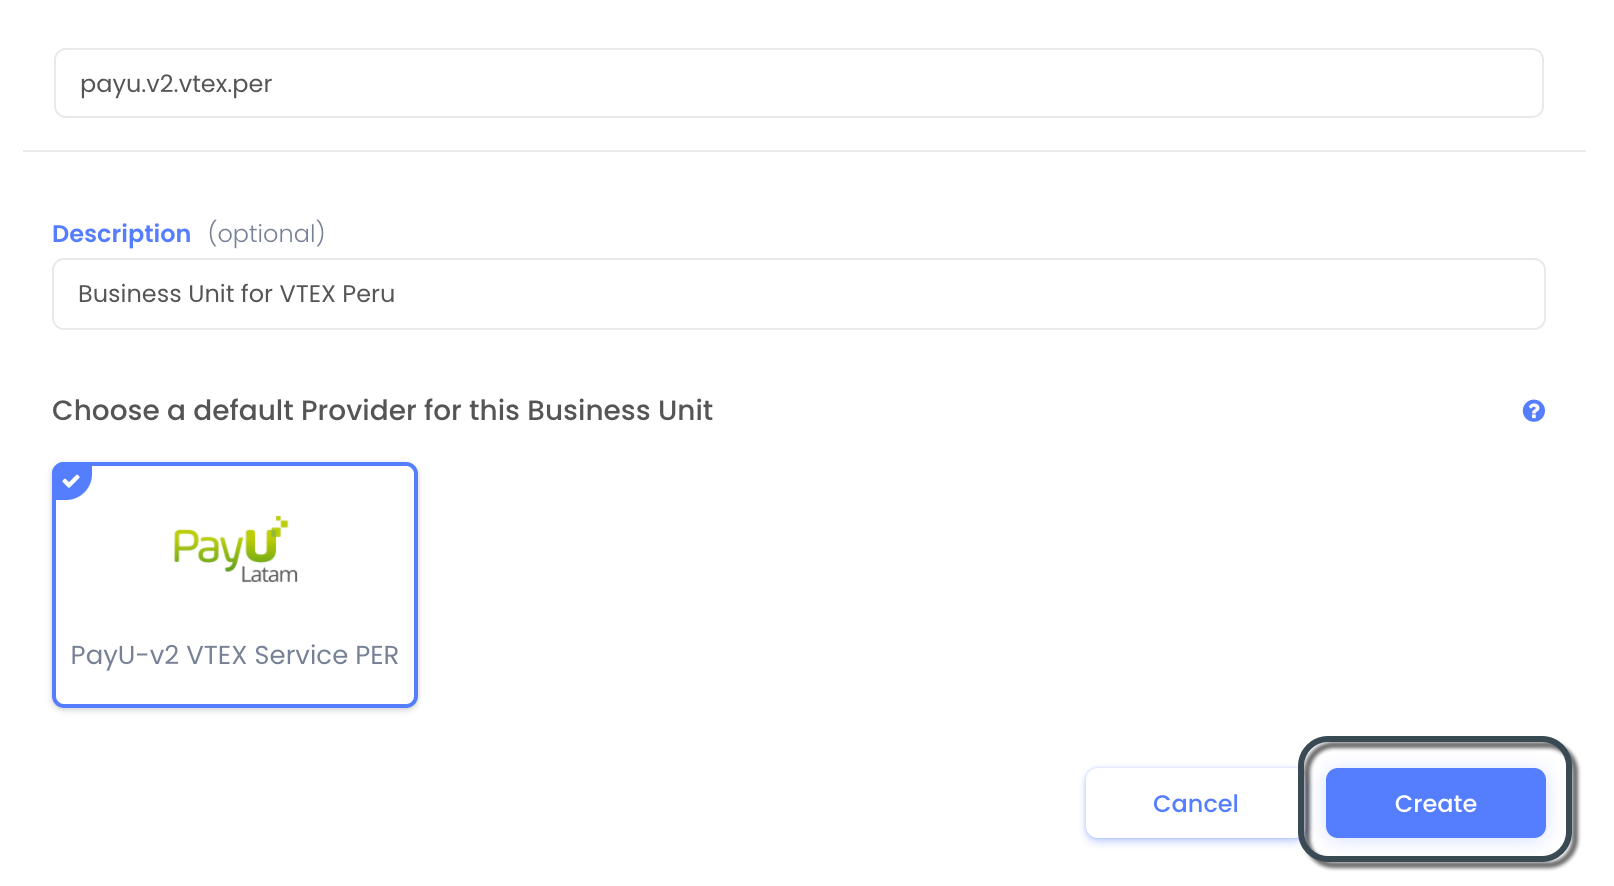 payu.v2.vtex.per
Description (optional)
Business Unit for VTEX Peru
Choose a default Provider for this Business Unit
?
PayU
Latam
PayU-v2 VTEX Service PER
Cancel Create